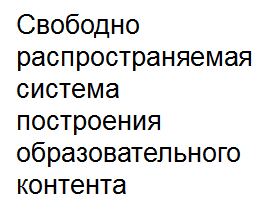 Свободно
распространяемая
система
построения
образовательного
контента